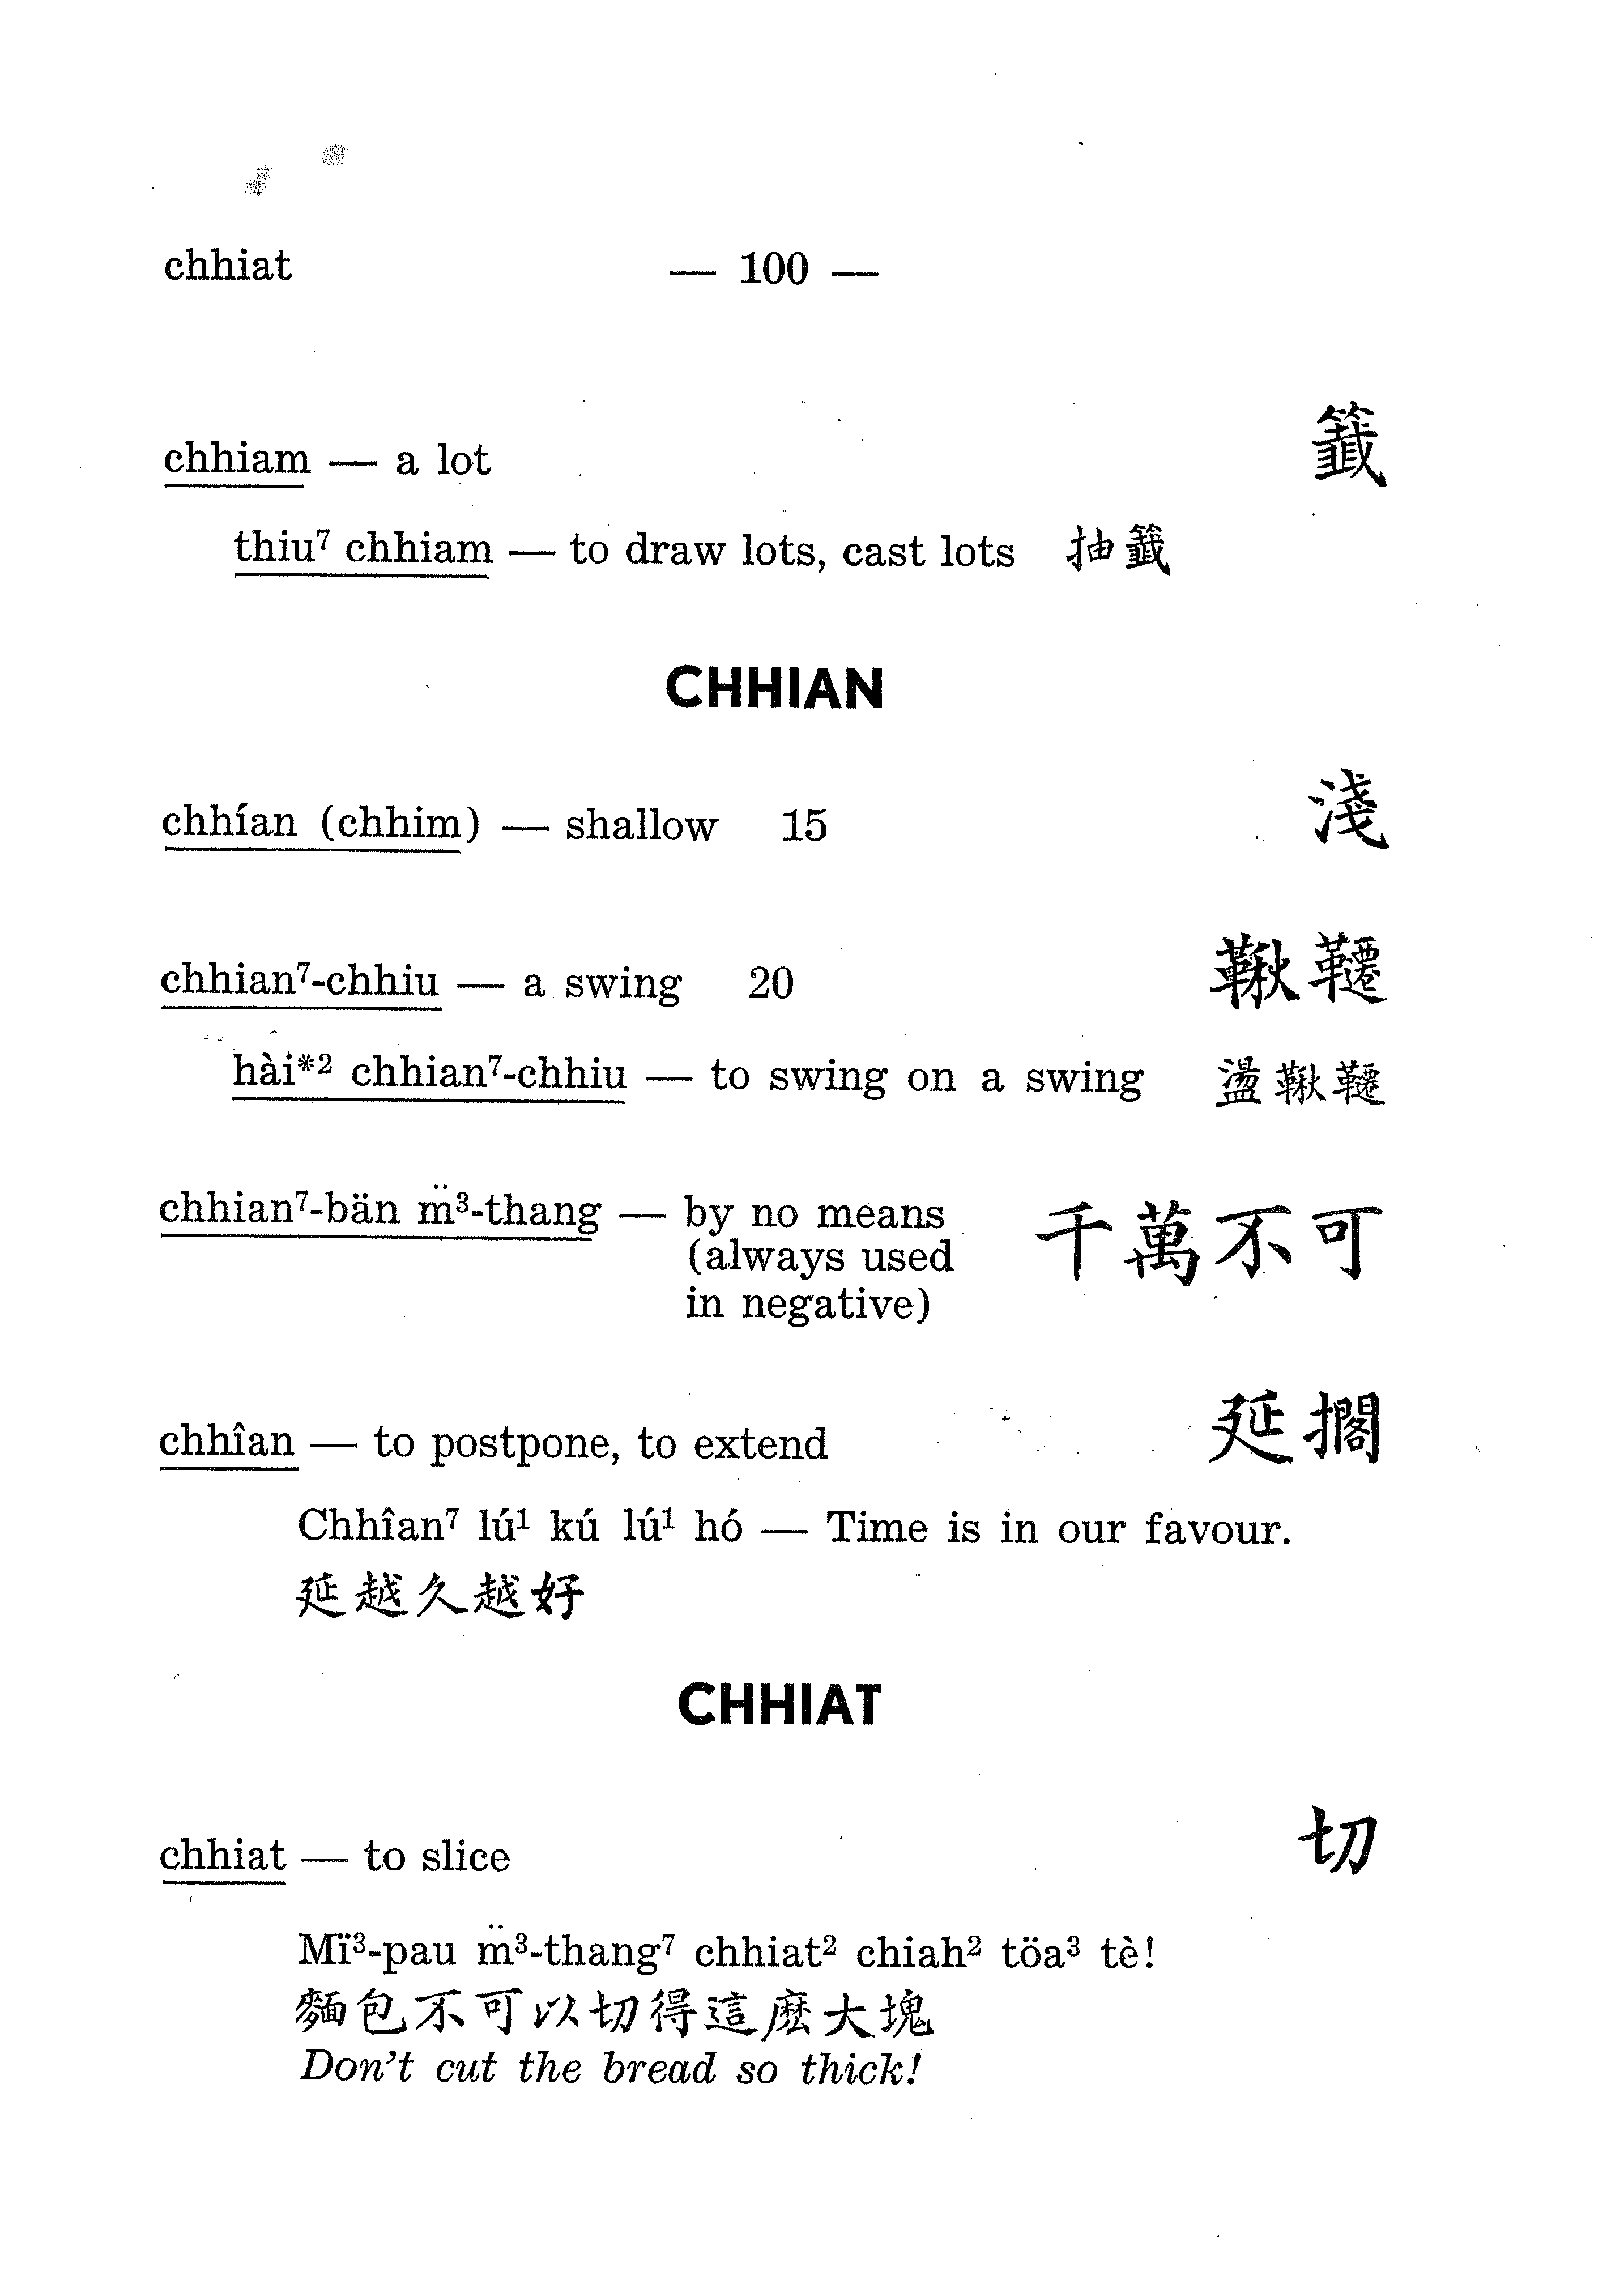 chhiat — 100 —
chhiam — a lot 籤
thiu⁷ chhiam — to draw lots, cast lots 抽籤
CHHIAN
chhían (chhim) — shallow 15 淺
chhian⁷-chhiu — a swing 20 鞦韆
hài*² chhian⁷-chhiu — to swing on a swing 盪鞦韆
chhian⁷-bän m̈³-thang — by no means 千萬不可
(always used
in negative)
chhîan — to postpone, to extend 延擱
Chhîan⁷ lú¹ kú lú¹ hó — Time is in our favour.
延越久越好
CHHIAT
chhiat — to slice 切
Mï³-pau m̈³-thang⁷ chhiat² chiah² töa³ tè!
麵包不可以切得這麽大塊
Don't cut the bread so thick!